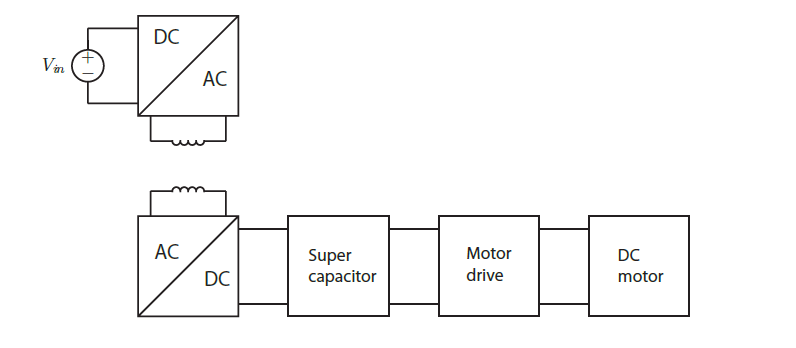 DC
AC
V_in
+
−
AC
DC
Super
capacitor
Motor
drive
DC
motor